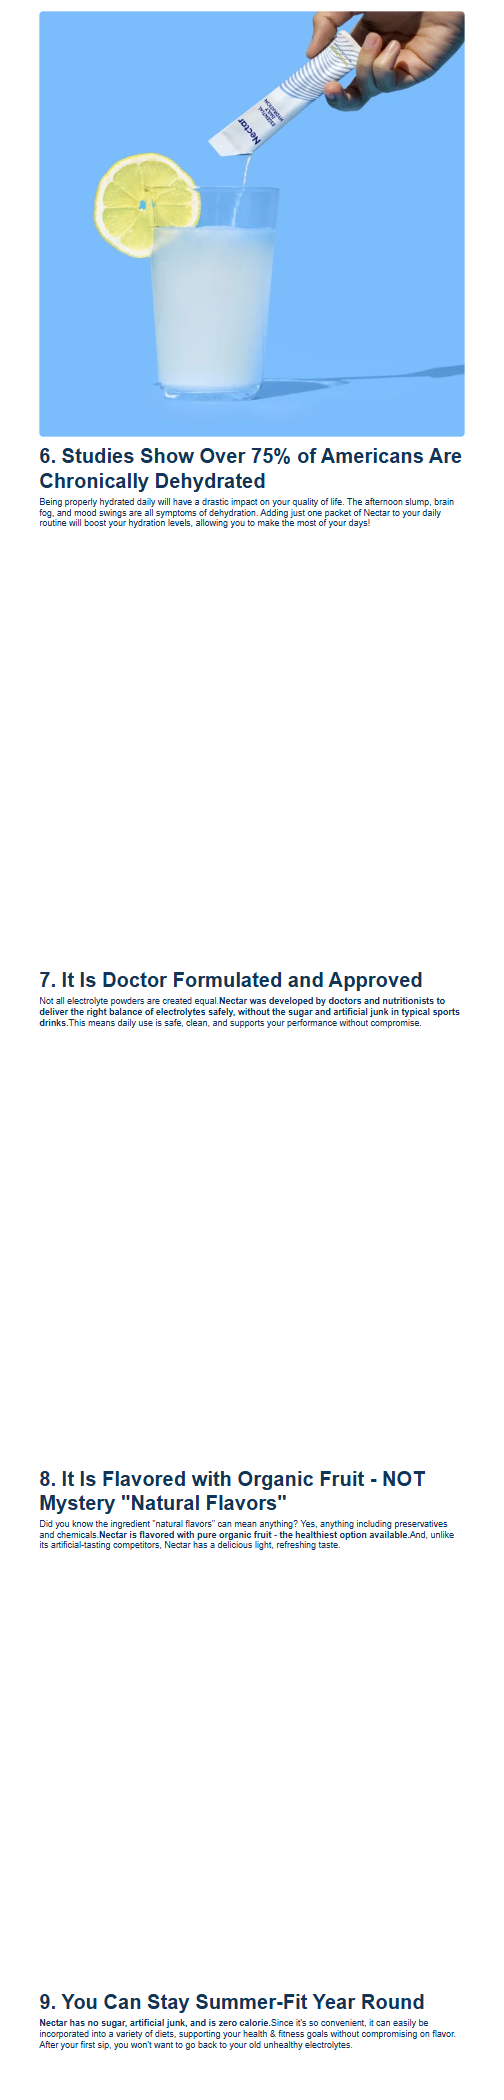 Nectar
ESSENTIAL
DAILY
HYDRATION
6. Studies Show Over 75% of Americans Are
Chronically Dehydrated
Being properly hydrated daily will have a drastic impact on your quality of life. The afternoon slump, brain
fog, and mood swings are all symptoms of dehydration. Adding just one packet of Nectar to your daily
routine will boost your hydration levels, allowing you to make the most of your days!
7. It Is Doctor Formulated and Approved
Not all electrolyte powders are created equal.Nectar was developed by doctors and nutritionists to
deliver the right balance of electrolytes safely, without the sugar and artificial junk in typical sports
drinks.This means daily use is safe, clean, and supports your performance without compromise.
8. It Is Flavored with Organic Fruit - NOT
Mystery "Natural Flavors"
Did you know the ingredient "natural flavors" can mean anything? Yes, anything including preservatives
and chemicals.Nectar is flavored with pure organic fruit - the healthiest option available.And, unlike
its artificial-tasting competitors, Nectar has a delicious light, refreshing taste.
9. You Can Stay Summer-Fit Year Round
Nectar has no sugar, artificial junk, and is zero calorie.Since it's so convenient, it can easily be
incorporated into a variety of diets, supporting your health & fitness goals without compromising on flavor.
After your first sip, you won't want to go back to your old unhealthy electrolytes.